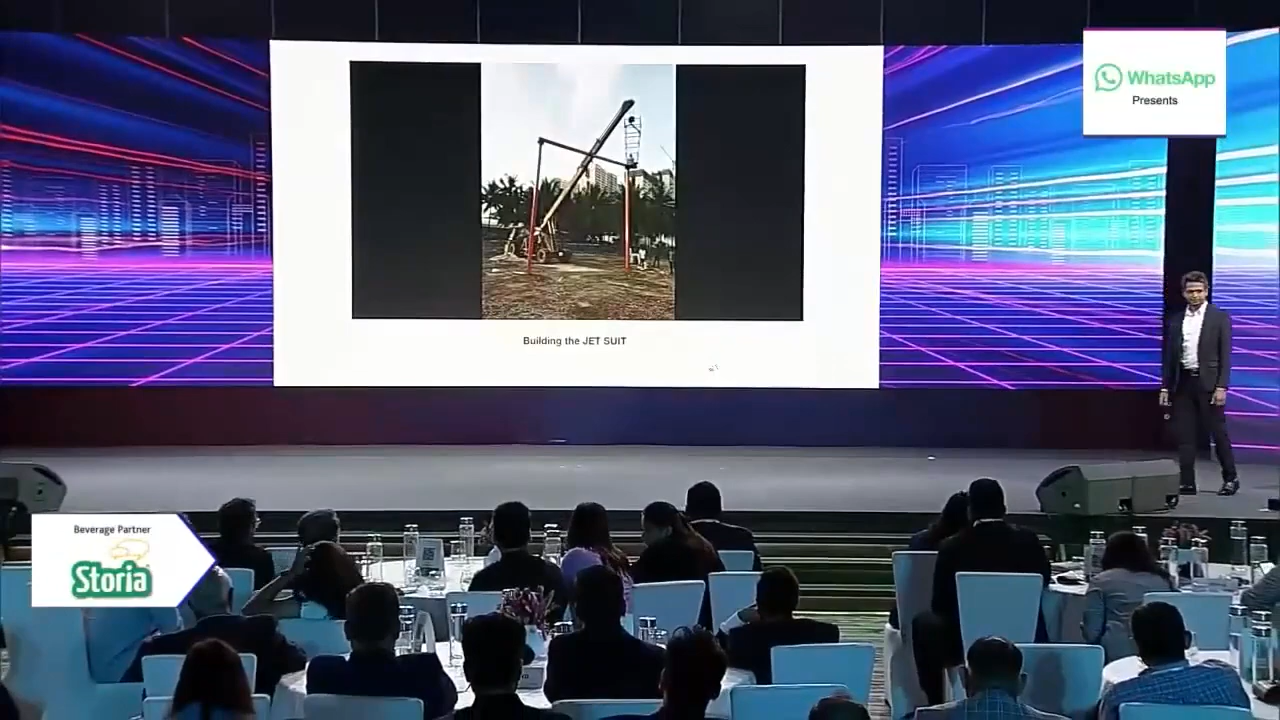 WhatsApp
Presents
Building the JET SUIT
Beverage Partner
Storia